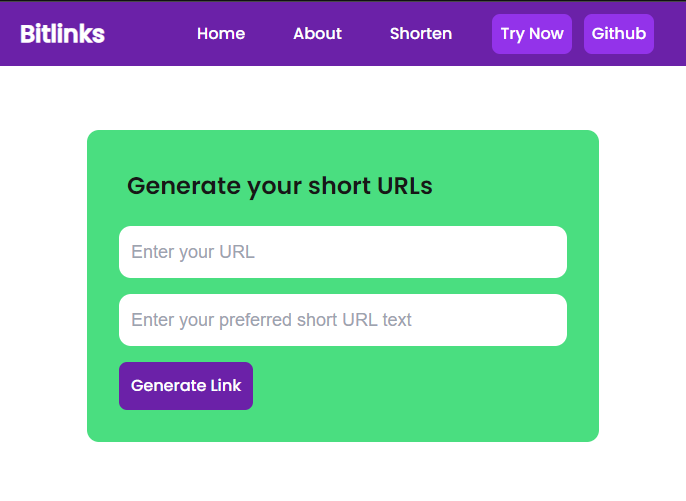 Bitlinks Home About Shorten Try Now Github
Generate your short URLs
Enter your URL
Enter your preferred short URL text
Generate Link